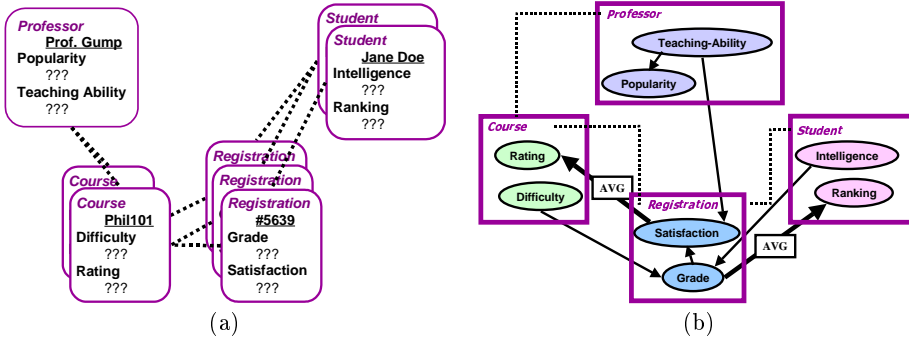 Professor
Prof. Gump
Popularity
???
Teaching Ability
???
Student
Student
Jane Doe
Intelligence
???
Ranking
???
Course
Course
Phil101
Difficulty
???
Rating
???
Registration
Registration
Registration
#5639
Grade
???
Satisfaction
???
(a)
Professor
Teaching-Ability
Popularity
Course
Rating
Difficulty
AVG
Registration
Satisfaction
Grade
Student
Intelligence
Ranking
AVG
(b)